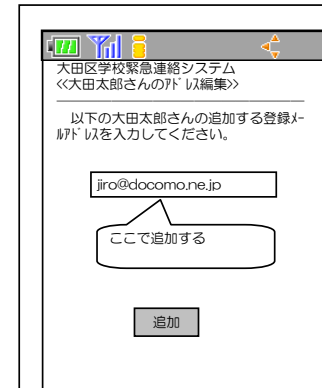 大田区学校緊急連絡システム
≪大田太郎さんのｱﾄﾞﾚｽ編集≫
以下の大田太郎さんの追加する登録ﾒｰ
ﾙｱﾄﾞﾚｽを入力してください。
jiro@docomo.ne.jp
ここで追加する
追加